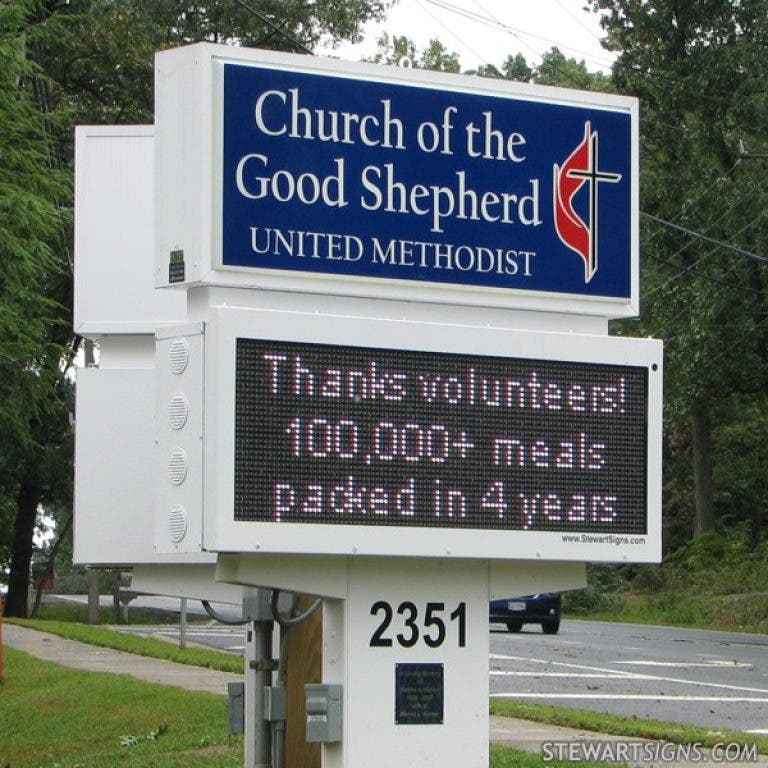 Church of the
Good Shepherd
UNITED METHODIST
Thanks volunteers!
100,000+ meals
packed in 4 years
www.StewartSigns.com
2351
STEWARTSIGNS.COM